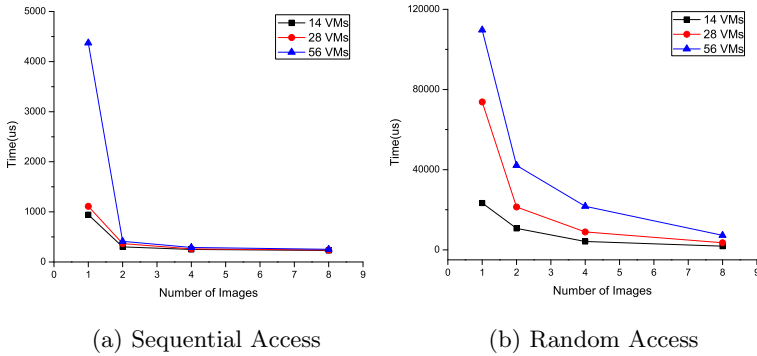 5000
4000
3000
2000
1000
0
Time(us)
14 VMs
28 VMs
56 VMs
0 1 2 3 4 5 6 7 8 9
Number of Images
(a) Sequential Access
120000
80000
40000
0
Time(us)
14 VMs
28 VMs
56 VMs
0 1 2 3 4 5 6 7 8 9
Number of Images
(b) Random Access